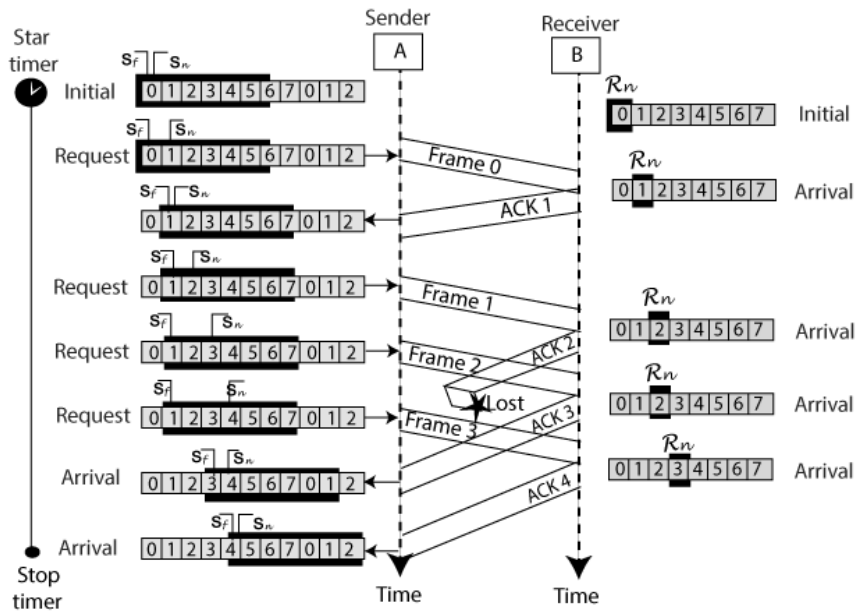 Sender
Receiver
Star
timer
A
B
Sf Sn
Initial
0 1 2 3 4 5 6 7 0 1 2
Rn
0 1 2 3 4 5 6 7
Initial
Sf Sn
Request
0 1 2 3 4 5 6 7 0 1 2
Frame 0
Rn
0 1 2 3 4 5 6 7
Arrival
Sf Sn
0 1 2 3 4 5 6 7 0 1 2
ACK 1
Sf Sn
Request
0 1 2 3 4 5 6 7 0 1 2
Frame 1
Rn
0 1 2 3 4 5 6 7
Arrival
Sf Sn
Request
0 1 2 3 4 5 6 7 0 1 2
Frame 2
ACK 2
Rn
0 1 2 3 4 5 6 7
Arrival
Sf Sn
Request
0 1 2 3 4 5 6 7 0 1 2
Lost
Frame 3
ACK 3
Rn
0 1 2 3 4 5 6 7
Arrival
Sf Sn
Arrival
0 1 2 3 4 5 6 7 0 1 2
ACK 4
Sf Sn
Arrival
0 1 2 3 4 5 6 7 0 1 2
Stop
timer
Time
Time